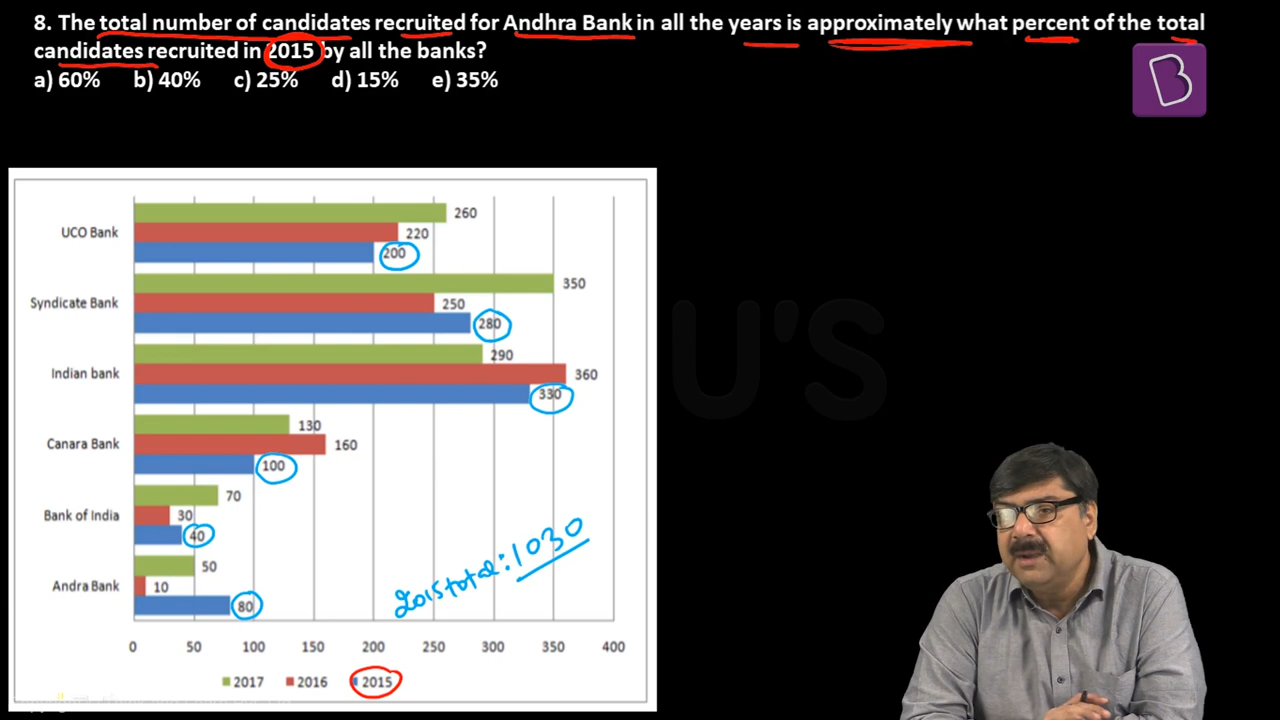 8. The total number of candidates recruited for Andhra Bank in all the years is approximately what percent of the total
candidates recruited in 2015 by all the banks?
a) 60% b) 40% c) 25% d) 15% e) 35%
B
U'S
UCO Bank
260
220
200
Syndicate Bank
350
250
280
Indian bank
290
360
330
Canara Bank
130
160
100
Bank of India
70
30
40
Andra Bank
50
10
80
2015 total: 1030
0 50 100 150 200 250 300 350 400
2017 2016 2015